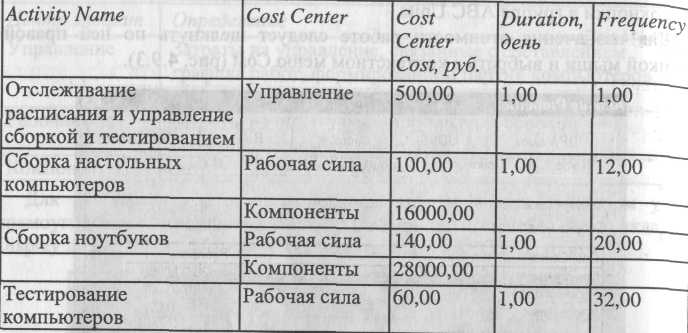 Activity Name Cost Center Cost Duration, Frequency
Center день
Cost, руб.
Отслеживание Управление 500,00 1,00 1,00
расписания и управление
сборкой и тестированием
Сборка настольных Рабочая сила 100,00 1,00 12,00
компьютеров
Компоненты 16000,00
Сборка ноутбуков Рабочая сила 140,00 1,00 20,00
Компоненты 28000,00
Тестирование Рабочая сила 60,00 1,00 32,00
компьютеров